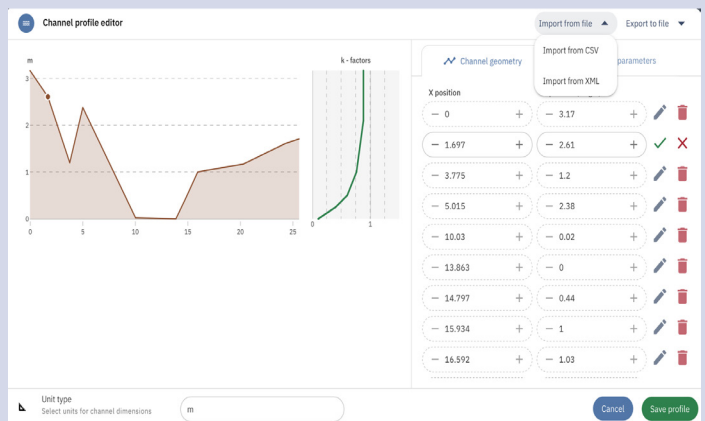 Channel profile editor
Import from file
Export to file
Import from CSV
Import from XML
m
k - factors
3
2
1
0
0
5
10
15
20
25
0
1
Channel geometry
parameters
X position
0
3.17
1.697
2.61
3.775
1.2
5.015
2.38
10.03
0.02
13.863
0
14.797
0.44
15.934
1
16.592
1.03
Unit type
Select units for channel dimensions
m
Cancel
Save profile